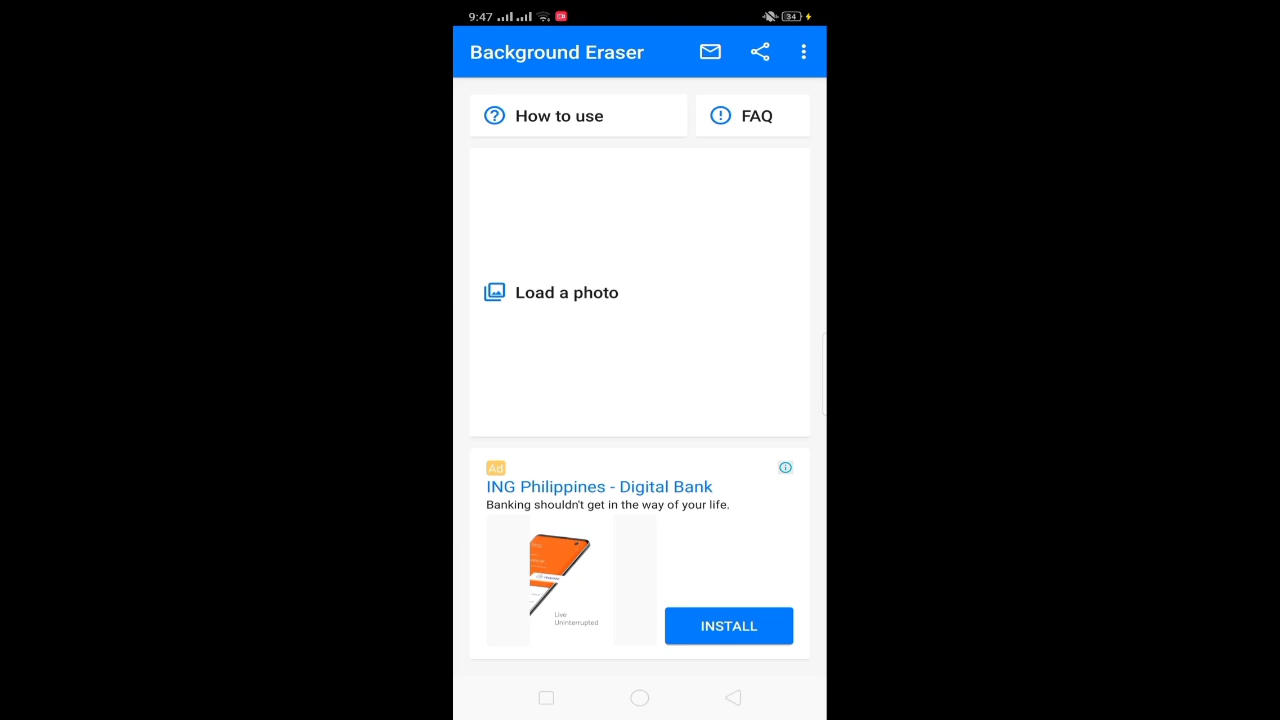 9:47
34
Background Eraser
How to use
FAQ
Load a photo
Ad
ING Philippines - Digital Bank
Banking shouldn't get in the way of your life.
Live
Uninterrupted
INSTALL